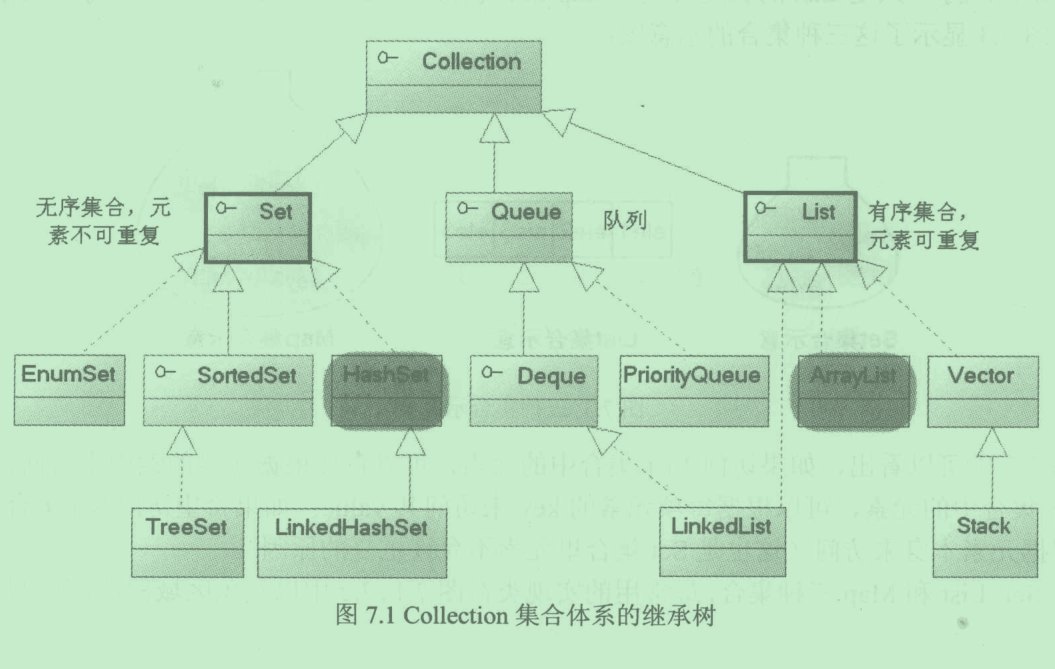 Collection
无序集合，元
素不可重复
Set
Queue
队列
List
有序集合，
元素可重复
EnumSet
SortedSet
HashSet
Deque
PriorityQueue
ArrayList
Vector
TreeSet
LinkedHashSet
LinkedList
Stack
图 7.1 Collection 集合体系的继承树